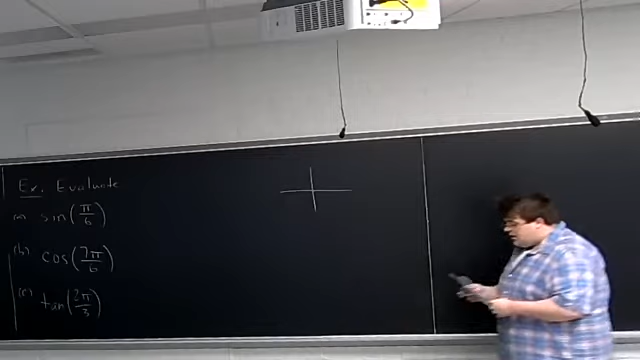 Ex. Evaluate
(a) sin(π/6)
(b) cos(7π/6)
(c) tan(2π/3)